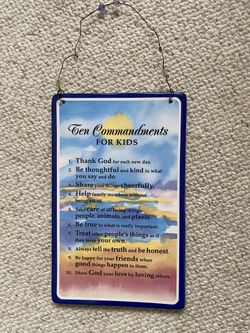 Ten Commandments
FOR KIDS
1. Thank God for each new day.
2. Be thoughtful and kind in what
you say and do.
3. Share your things cheerfully.
4. Help family members without
being asked.
5. Take care of all living things:
people, animals, and plants.
6. Be true to what is really important.
7. Treat other people's things as if
they were your own.
8. Always tell the truth and be honest.
9. Be happy for your friends when
good things happen to them.
10. Show God your love by loving others.